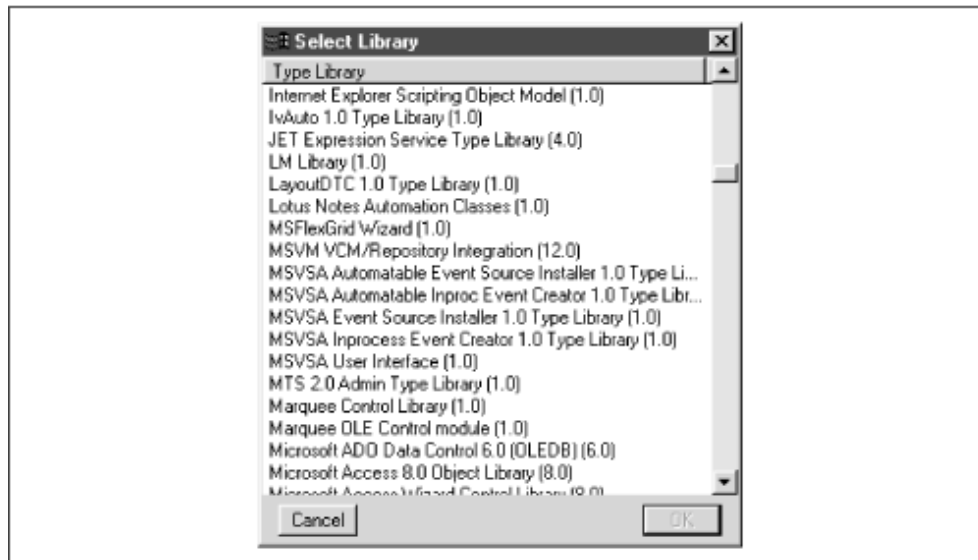 Select Library
Type Library
Internet Explorer Scripting Object Model (1.0)
IvAuto 1.0 Type Library (1.0)
JET Expression Service Type Library (4.0)
LM Library (1.0)
LayoutDTC 1.0 Type Library (1.0)
Lotus Notes Automation Classes (1.0)
MSFlexGrid Wizard (1.0)
MSVM VCM/Repository Integration (12.0)
MSVSA Automatable Event Source Installer 1.0 Type Li...
MSVSA Automatable Inproc Event Creator 1.0 Type Libr...
MSVSA Event Source Installer 1.0 Type Library (1.0)
MSVSA Inprocess Event Creator 1.0 Type Library (1.0)
MSVSA User Interface (1.0)
MTS 2.0 Admin Type Library (1.0)
Marquee Control Library (1.0)
Marquee OLE Control module (1.0)
Microsoft ADO Data Control 6.0 (OLEDB) (6.0)
Microsoft Access 8.0 Object Library (8.0)
Microsoft Access Wizard Control Library (8.0)
Cancel
OK